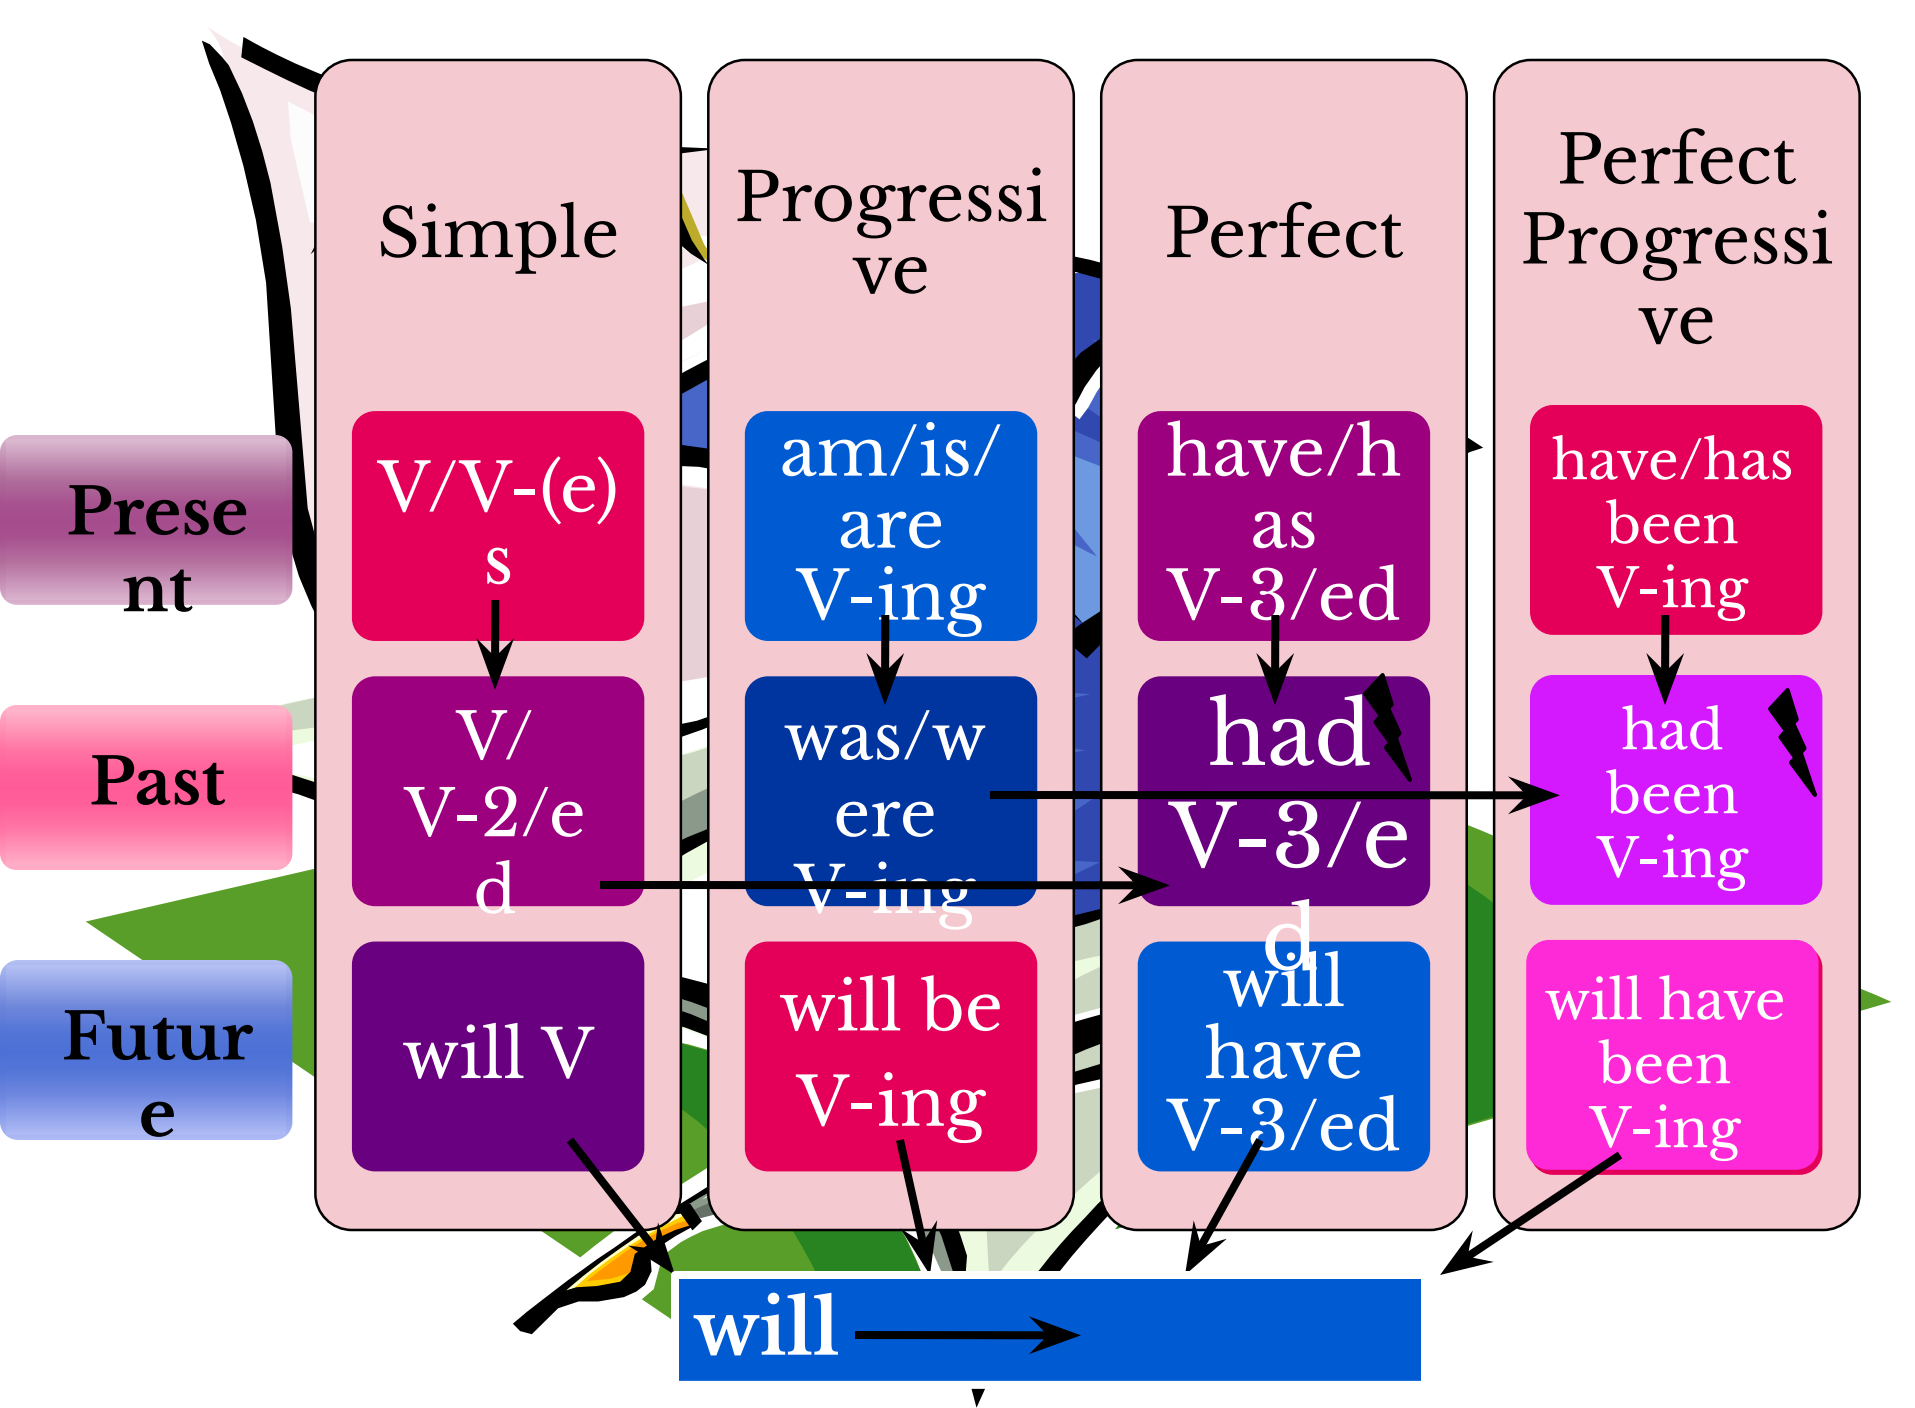 Simple
Progressi
ve
Perfect
Perfect
Progressi
ve
Prese
nt
V/V-(e)
s
am/is/
are
V-ing
have/h
as
V-3/ed
have/has
been
V-ing
Past
V/
V-2/e
d
was/w
ere
V-ing
had
V-3/e
d
had
been
V-ing
Futur
e
will V
will be
V-ing
will
have
V-3/ed
will have
been
V-ing
will